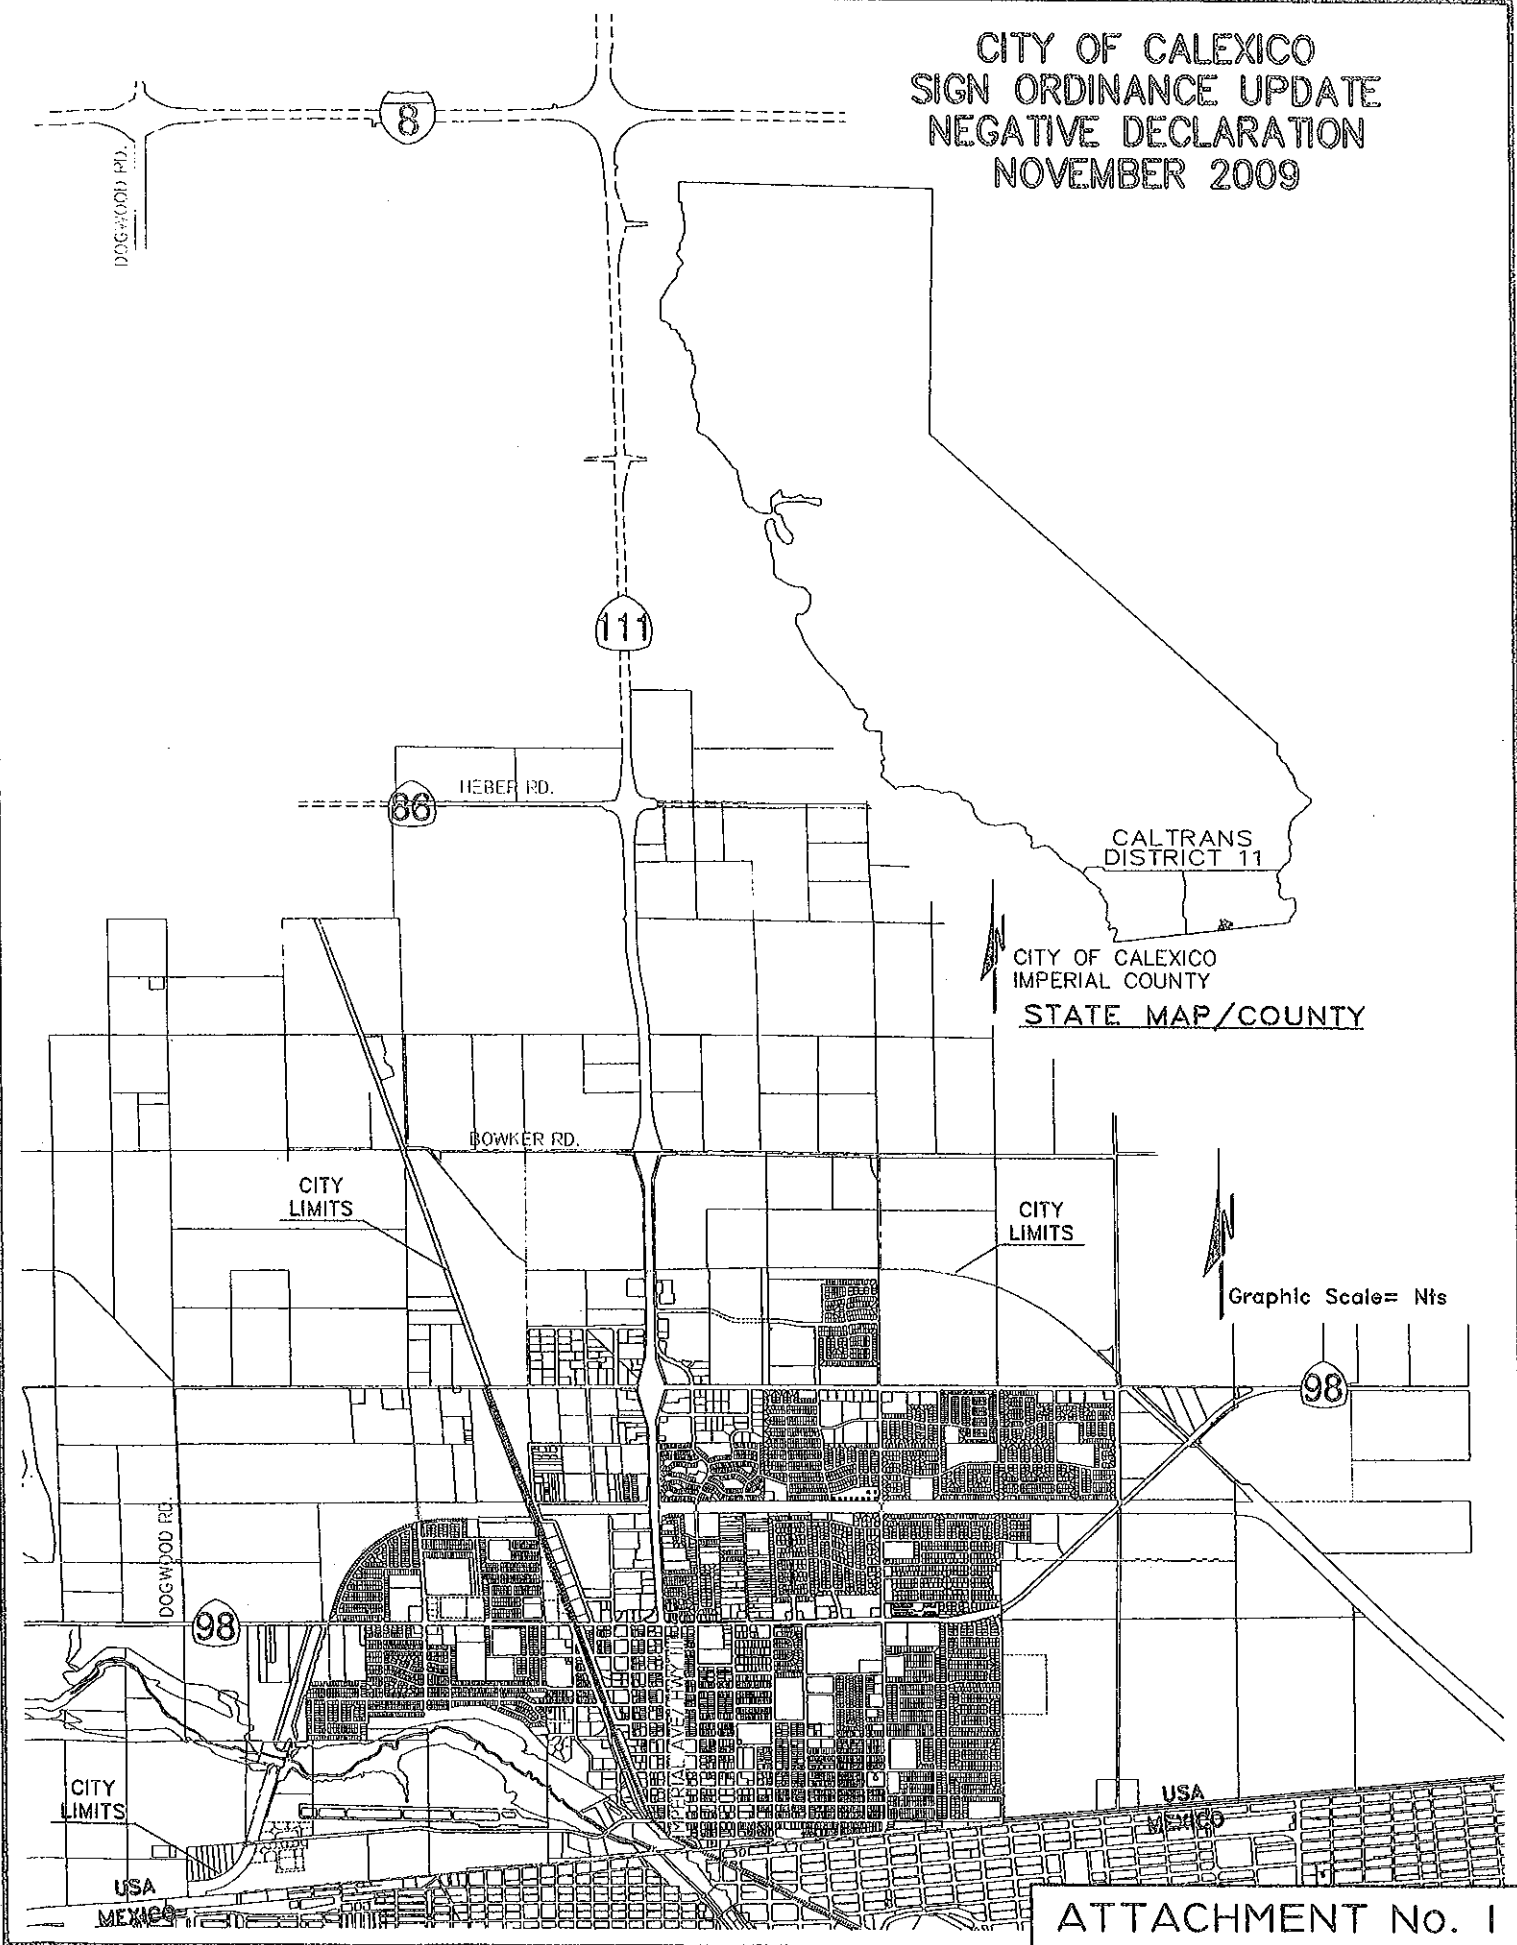 CITY OF CALEXICO
SIGN ORDINANCE UPDATE
NEGATIVE DECLARATION
NOVEMBER 2009
8
DOGWOOD RD.
111
HEBER RD.
86
CALTRANS
DISTRICT 11
CITY OF CALEXICO
IMPERIAL COUNTY
STATE MAP/COUNTY
N
BOWKER RD.
CITY
LIMITS
CITY
LIMITS
N
Graphic Scale= Nts
98
DOGWOOD RD.
98
IMPERIAL AVE/HWY 111
CITY
LIMITS
USA
MEXICO
USA
MEXICO
ATTACHMENT No. 1